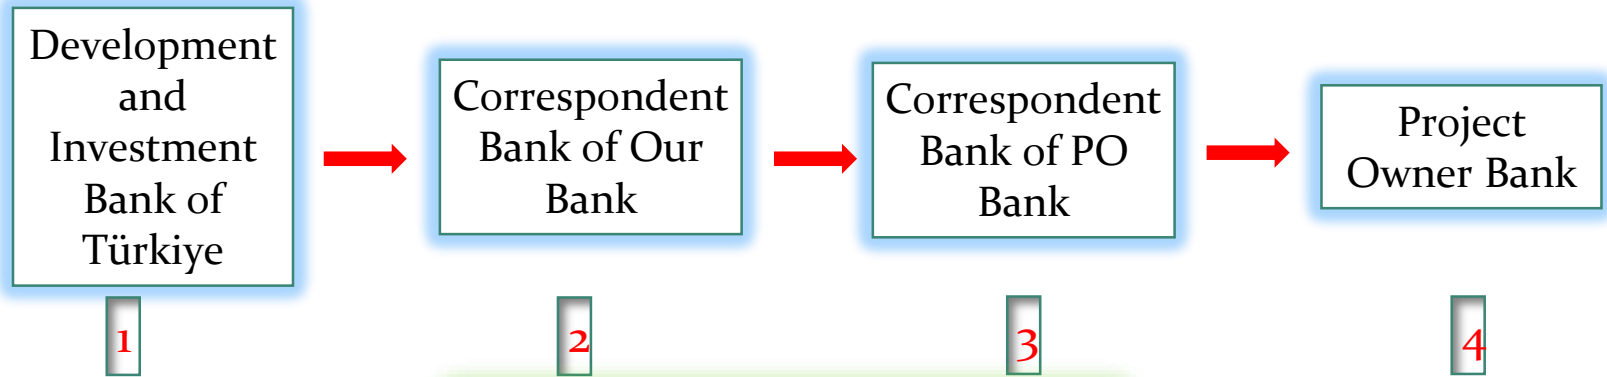 Development
and
Investment
Bank of
Türkiye
Correspondent
Bank of Our
Bank
Correspondent
Bank of PO
Bank
Project
Owner Bank
1
2
3
4